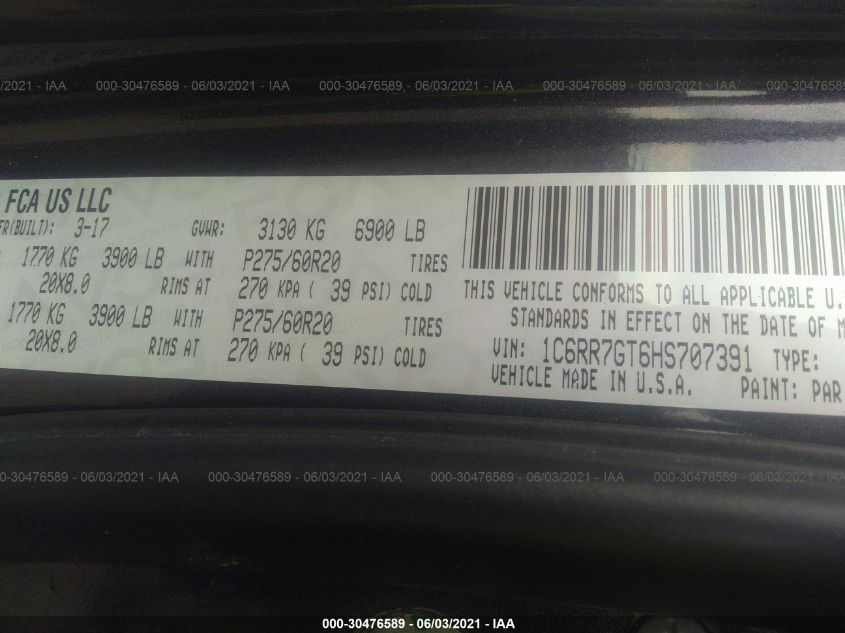 000-30476589 - 06/03/2021 - IAA
000-30476589 - 06/03/2021 - IAA
000-30476589 - 06/03/2021 - IAA
FCA US LLC
ER(BUILT): 3-17 GVWR: 3130 KG 6900 LB
1770 KG 3900 LB WITH P275/60R20 TIRES
20X8.0 RIMS AT 270 KPA ( 39 PSI) COLD
1770 KG 3900 LB WITH P275/60R20 TIRES
20X8.0 RIMS AT 270 KPA ( 39 PSI) COLD
THIS VEHICLE CONFORMS TO ALL APPLICABLE U.
STANDARDS IN EFFECT ON THE DATE OF M
VIN: 1C6RR7GT6HS707391 TYPE:
VEHICLE MADE IN U.S.A. PAINT: PAR
000-30476589 - 06/03/2021 - IAA
000-30476589 - 06/03/2021 - IAA
000-30476589 - 06/03/2021 - IAA
000-30476589 - 06/03/2021 - IAA
000-30476589 - 06/03/2021 - IAA